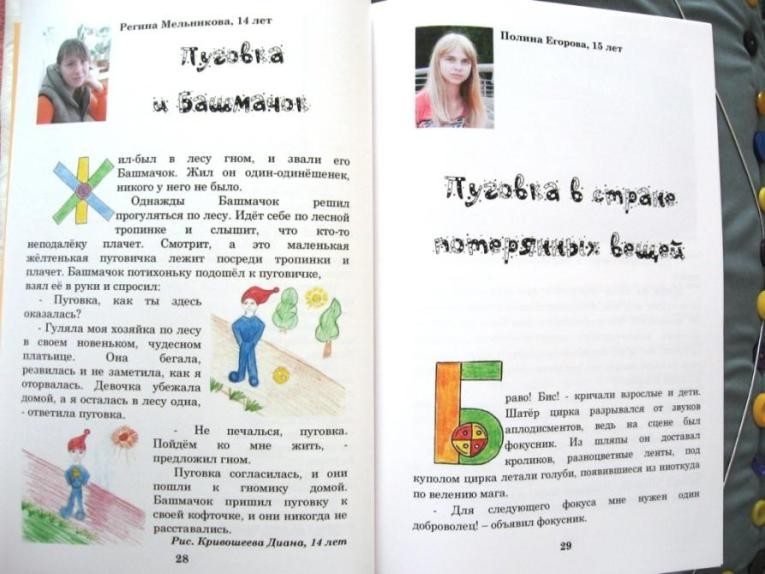 Регина Мельникова, 14 лет
Пуговка
и Башмачок
Жил-был в лесу гном, и звали его
Башмачок. Жил он один-одинёшенек,
никого у него не было.
Однажды Башмачок решил
прогуляться по лесу. Идёт себе по лесной
тропинке и слышит, что кто-то
неподалёку плачет. Смотрит, а это маленькая
жёлтенькая пуговичка лежит посреди тропинки и
плачет. Башмачок потихоньку подошёл к пуговичке,
взял её в руки и спросил:
- Пуговка, как ты здесь
оказалась?
- Гуляла моя хозяйка по лесу
в своем новеньком, чудесном
платьице. Она бегала,
резвилась и не заметила, как я
оторвалась. Девочка убежала
домой, а я осталась в лесу одна,
- ответила пуговка.
- Не печалься, пуговка.
Пойдём ко мне жить, -
предложил гном.
Пуговка согласилась, и они
пошли к гномику домой.
Башмачок пришил пуговку к
своей кофточке, и они никогда не
расставались.
Рис. Кривошеева Диана, 14 лет
28
Полина Егорова, 15 лет
Пуговка в стране
потерянных вещей
Браво! Бис! - кричали взрослые и дети.
Шатёр цирка разрывался от звуков
аплодисментов, ведь на сцене был
фокусник. Из шляпы он доставал
кроликов, разноцветные ленты, под
куполом цирка летали голуби, появившиеся из ниоткуда
по велению мага.
- Для следующего фокуса мне нужен один
доброволец! – объявил фокусник.
29